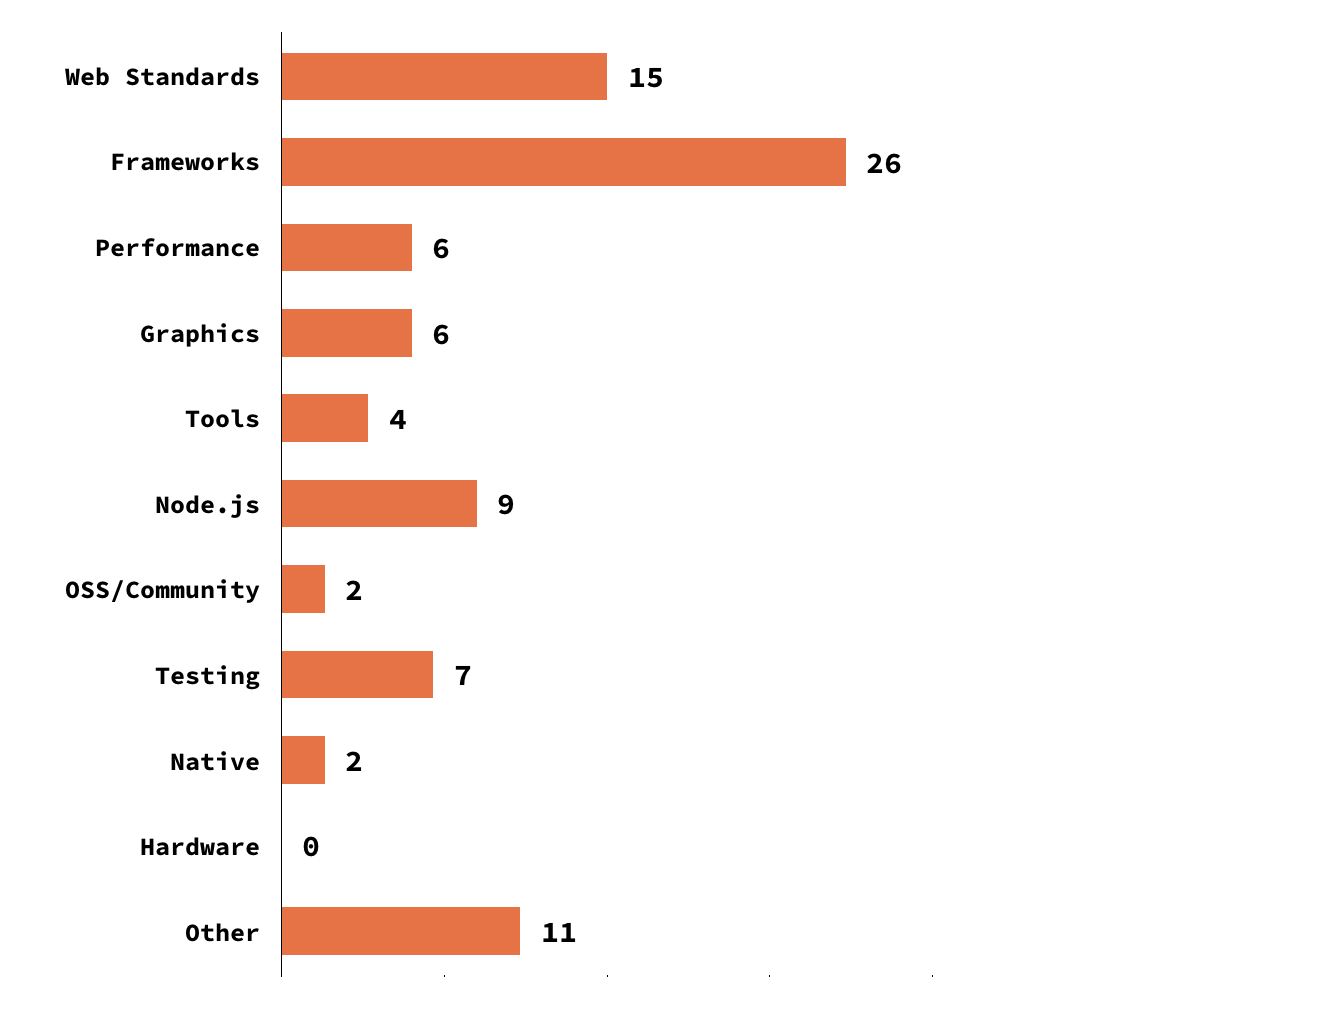 Web Standards 15
Frameworks 26
Performance 6
Graphics 6
Tools 4
Node.js 9
OSS/Community 2
Testing 7
Native 2
Hardware 0
Other 11